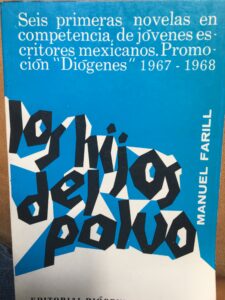 Seis primeras novelas en
competencia, de jóvenes es-
critores mexicanos. Promo-
ción "Diógenes" 1967 - 1968
los hijos
del
polvo
MANUEL FARILL
EDITORIAL